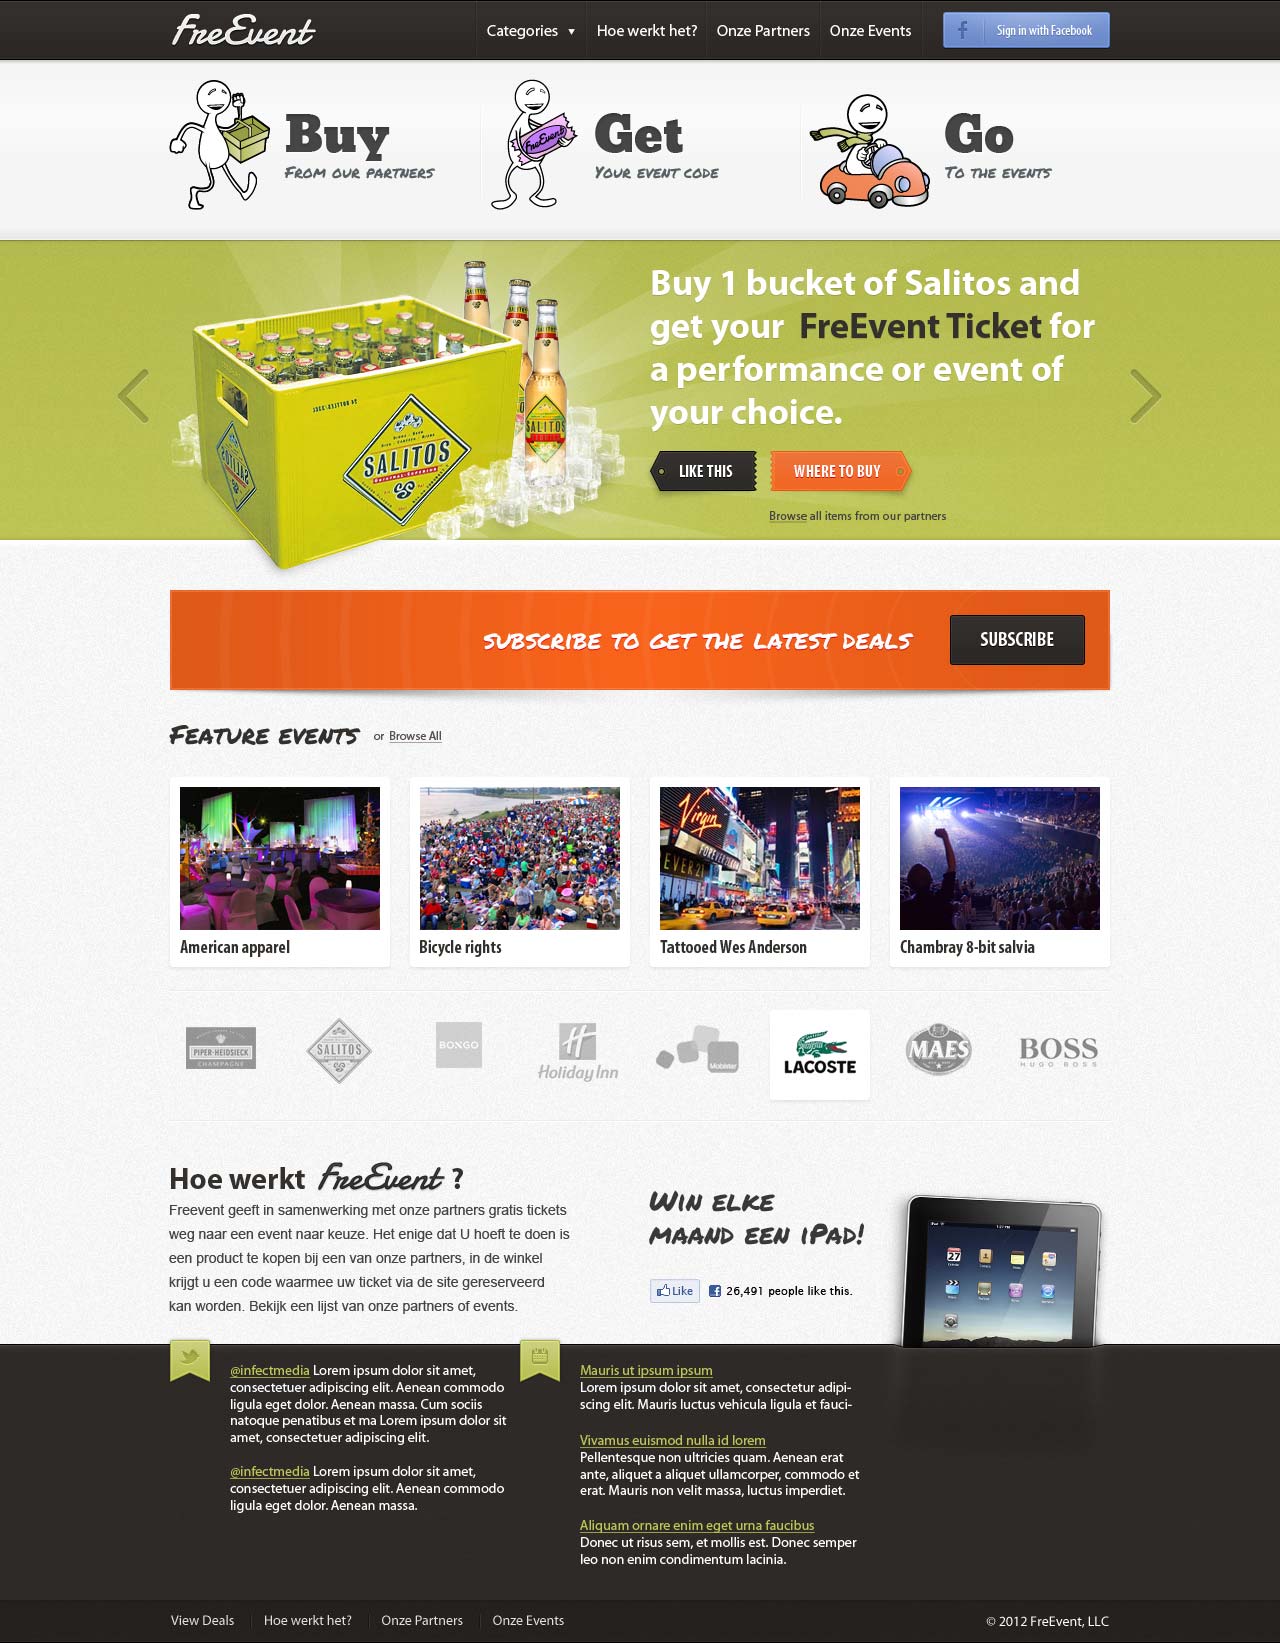 FreEvent
Categories ▼ Hoe werkt het? Onze Partners Onze Events
Sign in with Facebook
Buy
From our partners
FreEvent
Get
Your event code
Go
To the events
Buy 1 bucket of Salitos and
get your FreEvent Ticket for
a performance or event of
your choice.
LIKE THIS
WHERE TO BUY
Browse all items from our partners
SALITOS
SALITOS
SALITOS
subscribe to get the latest deals
SUBSCRIBE
Feature events or Browse All
Virgin
FOREVER 21
American apparel
Bicycle rights
Tattooed Wes Anderson
Chambray 8-bit salvia
PIPER-HEIDSIECK
CHAMPAGNE
SALITOS
BONGO
H
Holiday Inn
Mobistar
LACOSTE
MAES
BOSS
HUGO BOSS
Hoe werkt FreEvent ?
Freevent geeft in samenwerking met onze partners gratis tickets
weg naar een event naar keuze. Het enige dat U hoeft te doen is
een product te kopen bij een van onze partners, in de winkel
krijgt u een code waarmee uw ticket via de site gereserveerd
kan worden. Bekijk een lijst van onze partners of events.
Win elke
maand een iPad!
Like
26,491 people like this.
27
@infectmedia Lorem ipsum dolor sit amet,
consectetuer adipiscing elit. Aenean commodo
ligula eget dolor. Aenean massa. Cum sociis
natoque penatibus et ma Lorem ipsum dolor sit
amet, consectetuer adipiscing elit.
@infectmedia Lorem ipsum dolor sit amet,
consectetuer adipiscing elit. Aenean commodo
ligula eget dolor. Aenean massa.
Mauris ut ipsum ipsum
Lorem ipsum dolor sit amet, consectetur adipi-
scing elit. Mauris luctus vehicula ligula et fauci-
Vivamus euismod nulla id lorem
Pellentesque non ultricies quam. Aenean erat
ante, aliquet a aliquet ullamcorper, commodo et
erat. Mauris non velit massa, luctus imperdiet.
Aliquam ornare enim eget urna faucibus
Donec ut risus sem, et mollis est. Donec semper
leo non enim condimentum lacinia.
View Deals Hoe werkt het? Onze Partners Onze Events
© 2012 FreEvent, LLC